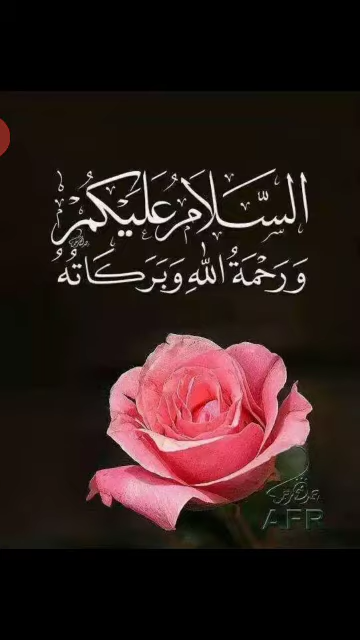 السَّلَامُ عَلَيْكُمْ
وَرَحْمَةُ اللهِ وَبَرَكَاتُهُ
AFR